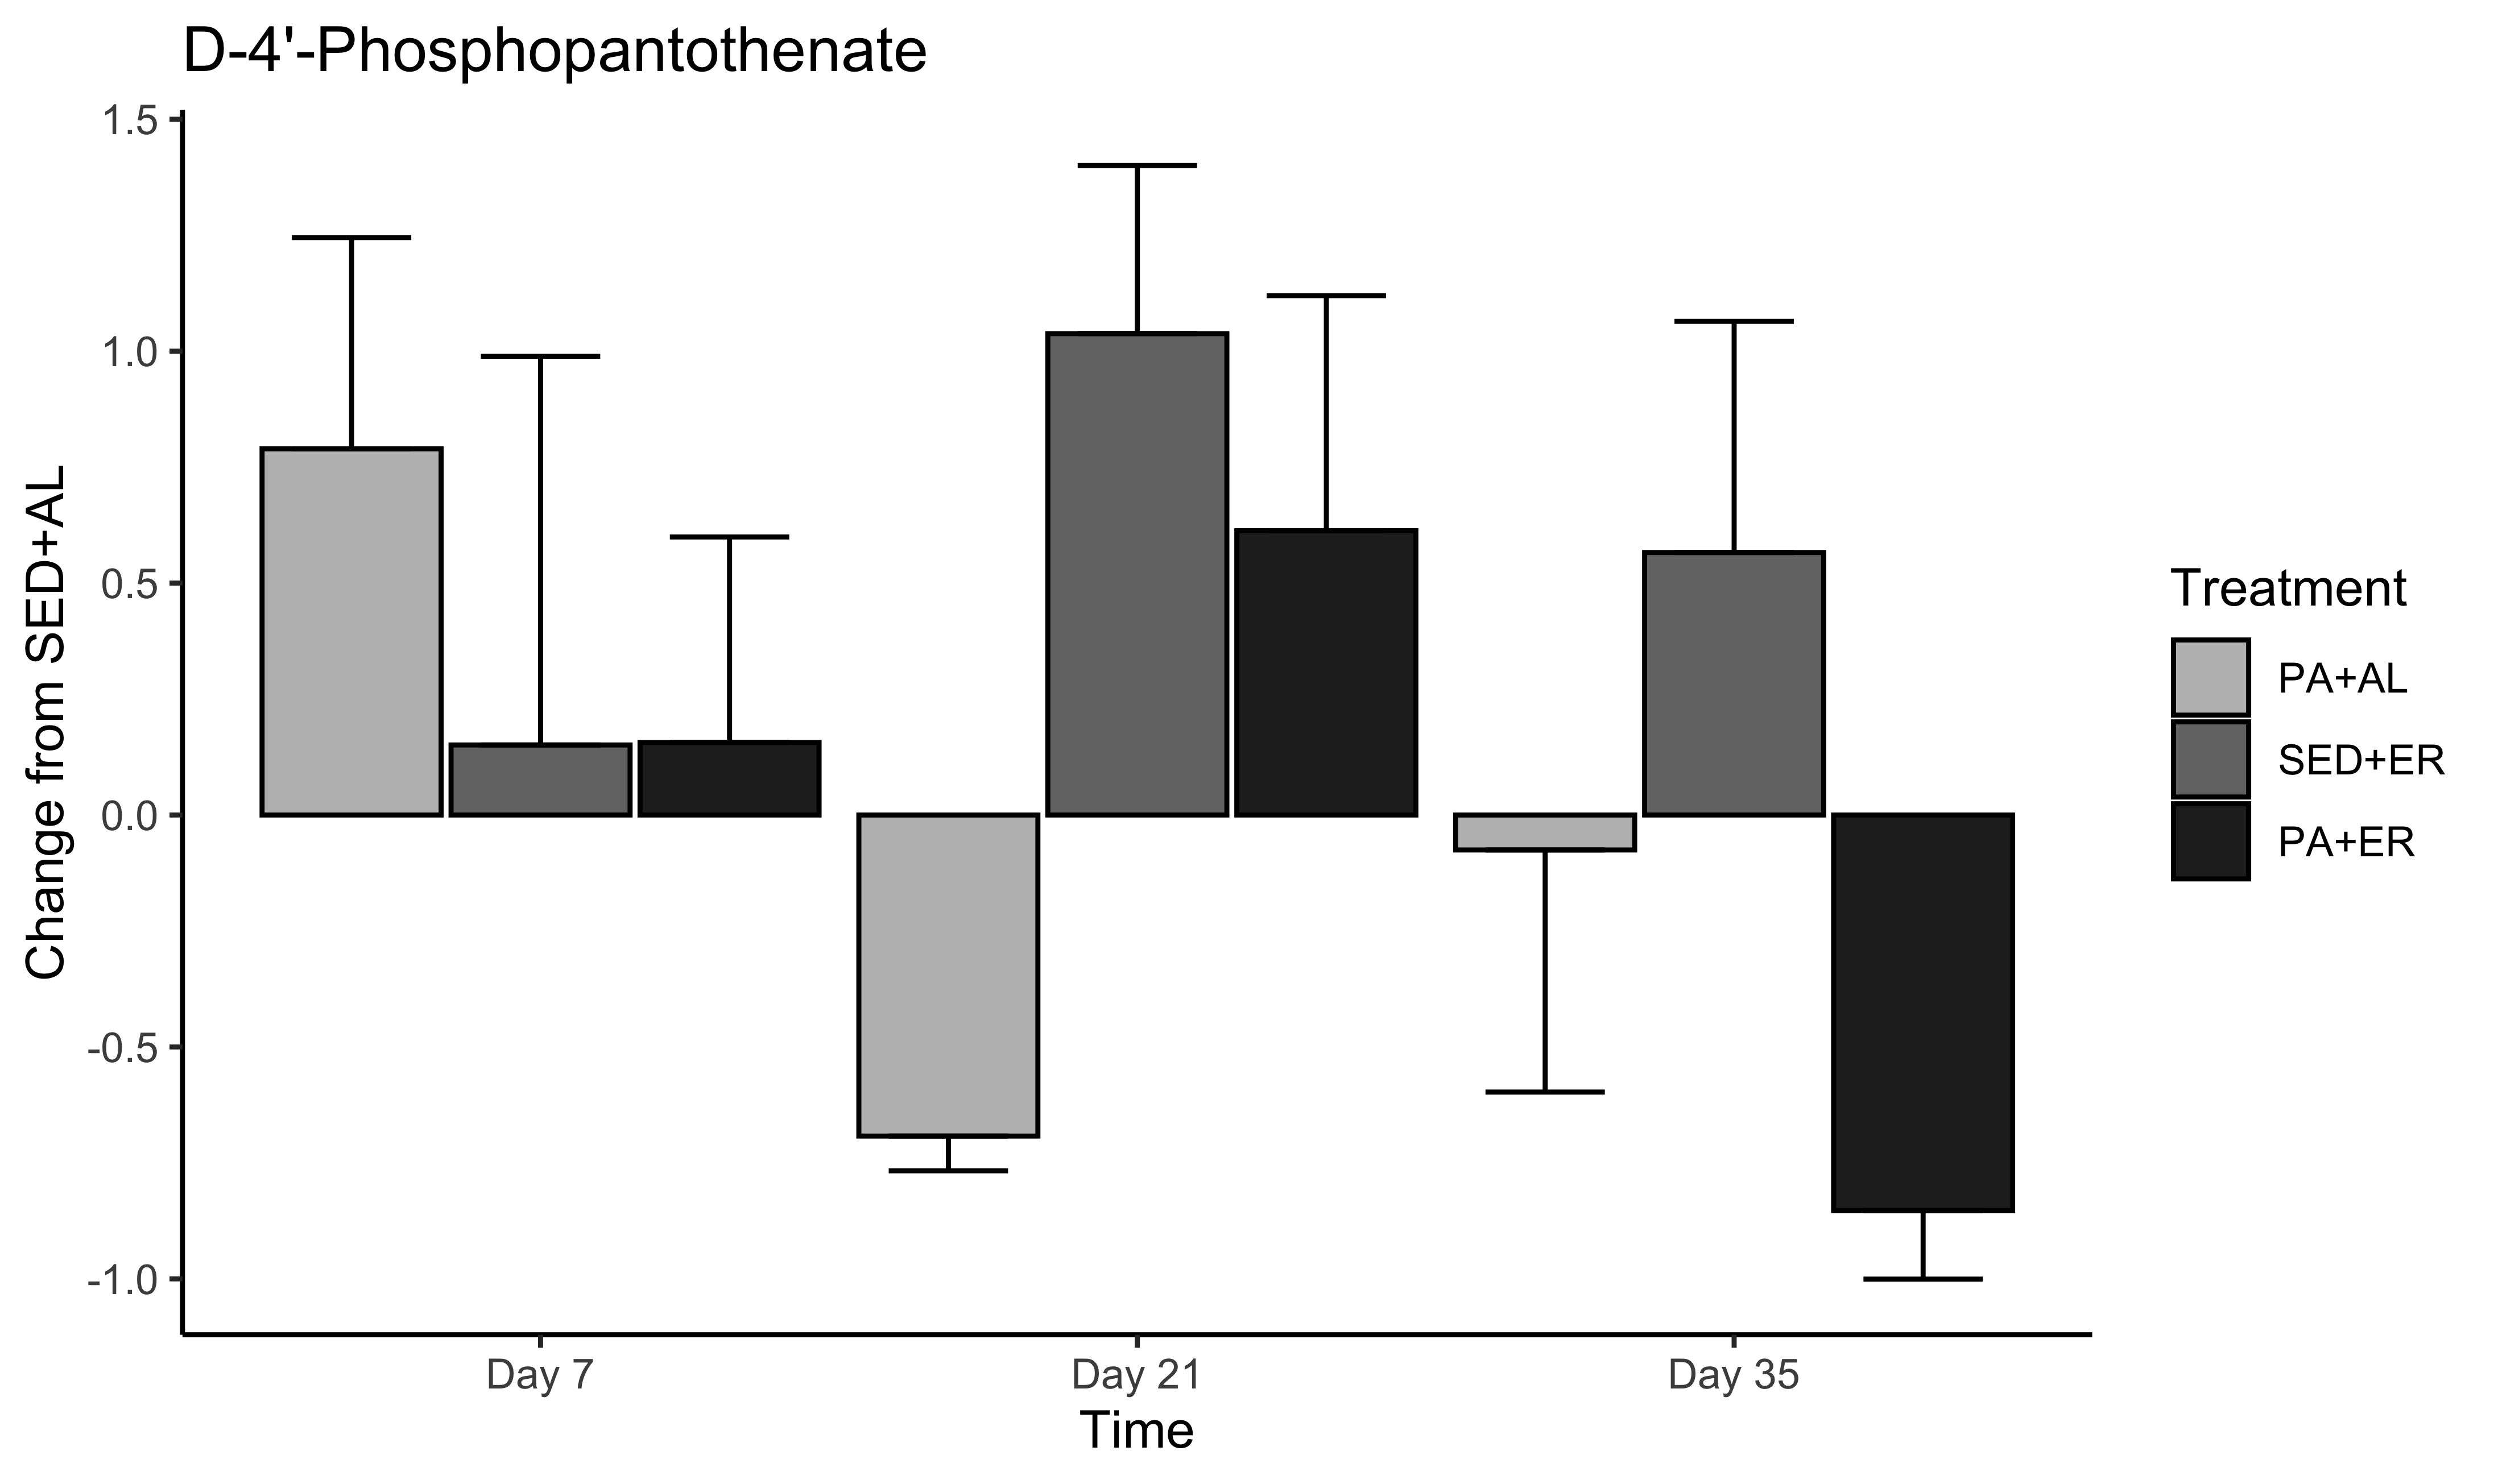 D-4'-Phosphopantothenate
Change from SED+AL
1.5
1.0
0.5
0.0
-0.5
-1.0
Day 7
Day 21
Day 35
Time
Treatment
PA+AL
SED+ER
PA+ER